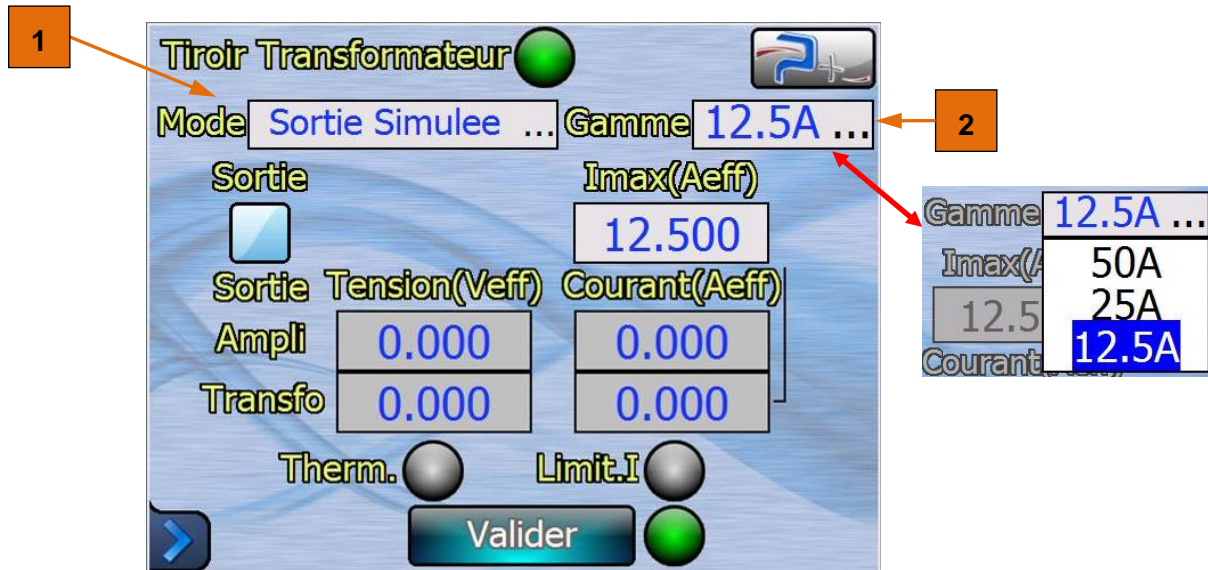 1
Tiroir Transformateur
Mode Sortie Simulee ... Gamme 12.5A ...
2
Sortie Imax(Aeff)
12.500
Sortie Tension(Veff) Courant(Aeff)
Ampli 0.000 0.000
Transfo 0.000 0.000
Therm. Limit.I
Valider
Gamme 12.5A ...
50A
25A
12.5
12.5A